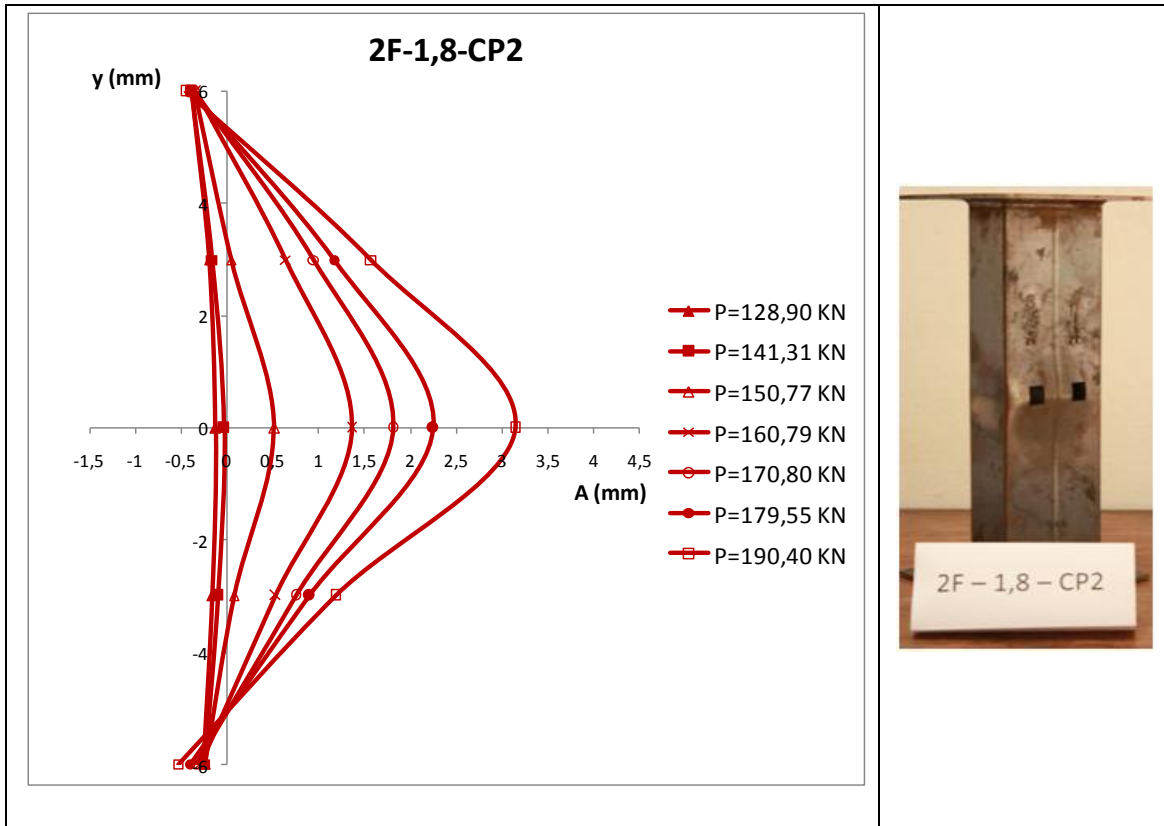 2F-1,8-CP2
y (mm)
6
4
2
0
-2
-4
-6
-1,5 -1 -0,5 0 0,5 1 1,5 2 2,5 3 3,5 4 4,5
A (mm)
P=128,90 KN
P=141,31 KN
P=150,77 KN
P=160,79 KN
P=170,80 KN
P=179,55 KN
P=190,40 KN
2F – 1,8 – CP2